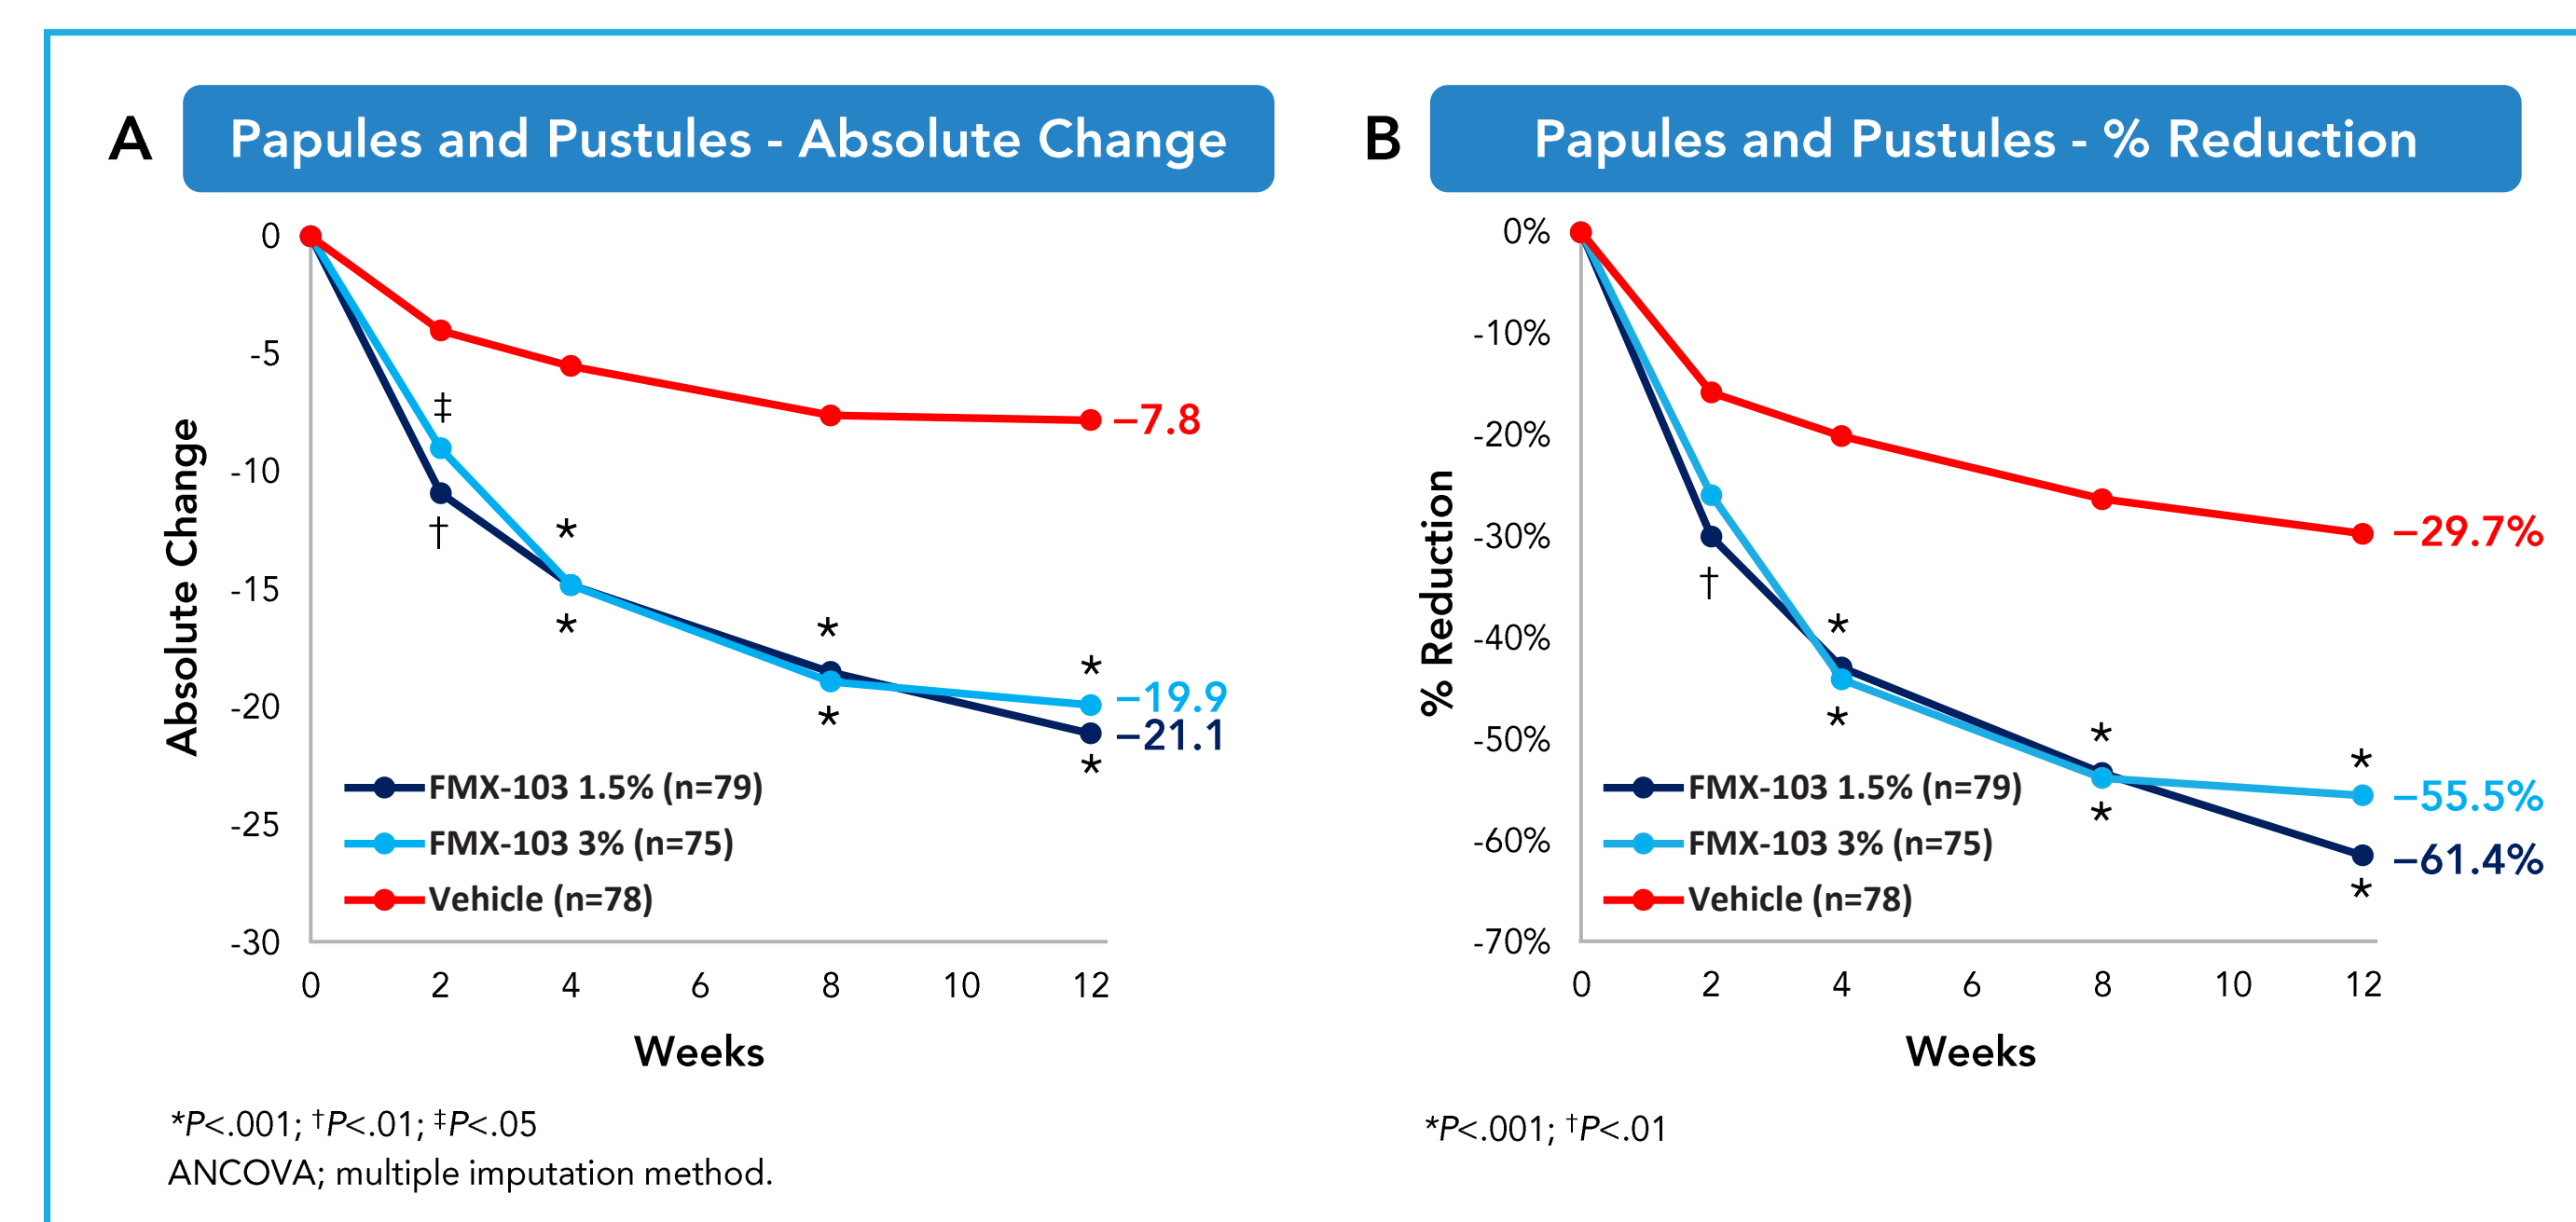 A
Papules and Pustules - Absolute Change
0
-5
-10
-15
-20
-25
-30
Absolute Change
‡
†
*
*
*
*
*
*
−7.8
−19.9
−21.1
FMX-103 1.5% (n=79)
FMX-103 3% (n=75)
Vehicle (n=78)
0 2 4 6 8 10 12
Weeks
*P<.001; †P<.01; ‡P<.05
ANCOVA; multiple imputation method.
B
Papules and Pustules - % Reduction
0%
-10%
-20%
-30%
-40%
-50%
-60%
-70%
% Reduction
†
*
*
*
*
*
*
−29.7%
−55.5%
−61.4%
FMX-103 1.5% (n=79)
FMX-103 3% (n=75)
Vehicle (n=78)
0 2 4 6 8 10 12
Weeks
*P<.001; †P<.01